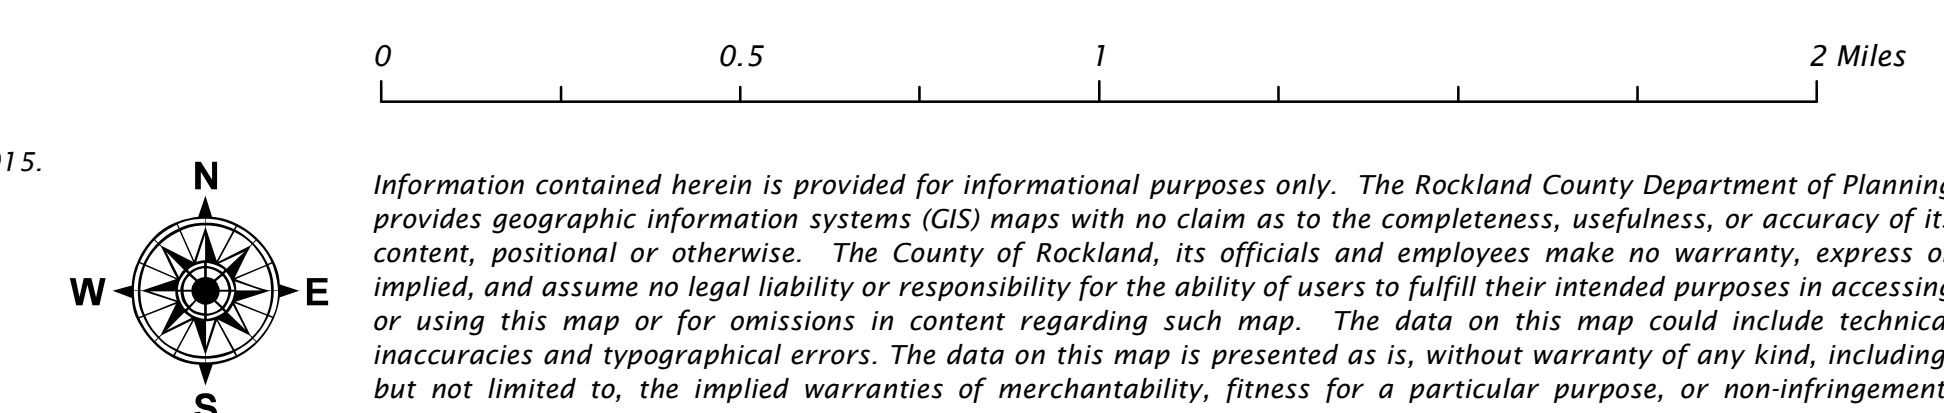 0 0.5 1 2 Miles
015.
N
W E
S
Information contained herein is provided for informational purposes only. The Rockland County Department of Planning
provides geographic information systems (GIS) maps with no claim as to the completeness, usefulness, or accuracy of its
content, positional or otherwise. The County of Rockland, its officials and employees make no warranty, express or
implied, and assume no legal liability or responsibility for the ability of users to fulfill their intended purposes in accessing
or using this map or for omissions in content regarding such map. The data on this map could include technica
inaccuracies and typographical errors. The data on this map is presented as is, without warranty of any kind, including,
but not limited to, the implied warranties of merchantability, fitness for a particular purpose, or non-infringement.